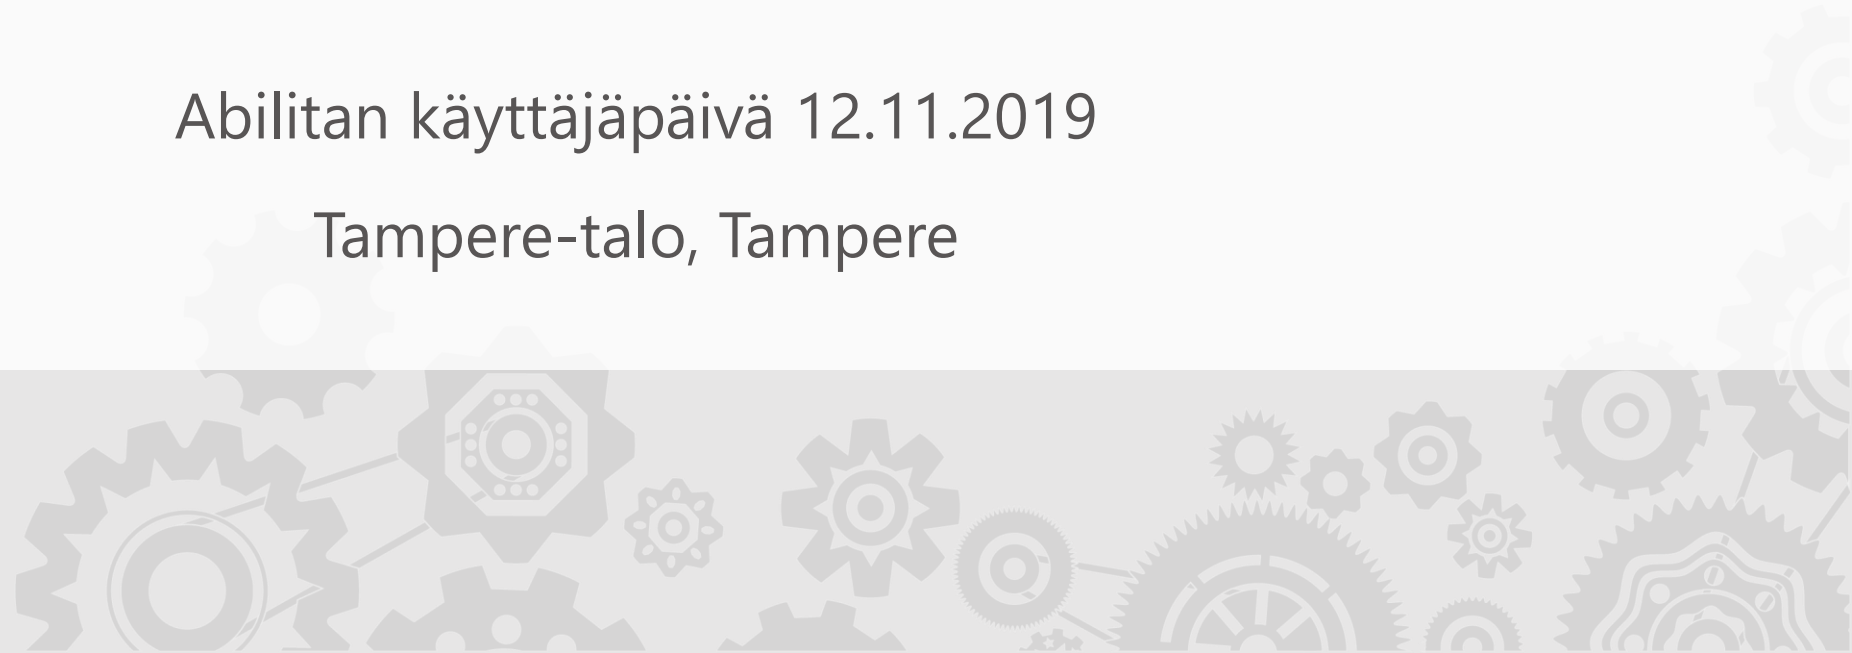 Abilitan käyttäjäpäivä 12.11.2019
Tampere-talo, Tampere